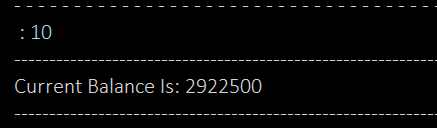 - - - - - - - - - - - - - - - - - - - - - - - - - - - - - - - - - - -
: 10
--------------------------------------------------------------
Current Balance Is: 2922500
--------------------------------------------------------------